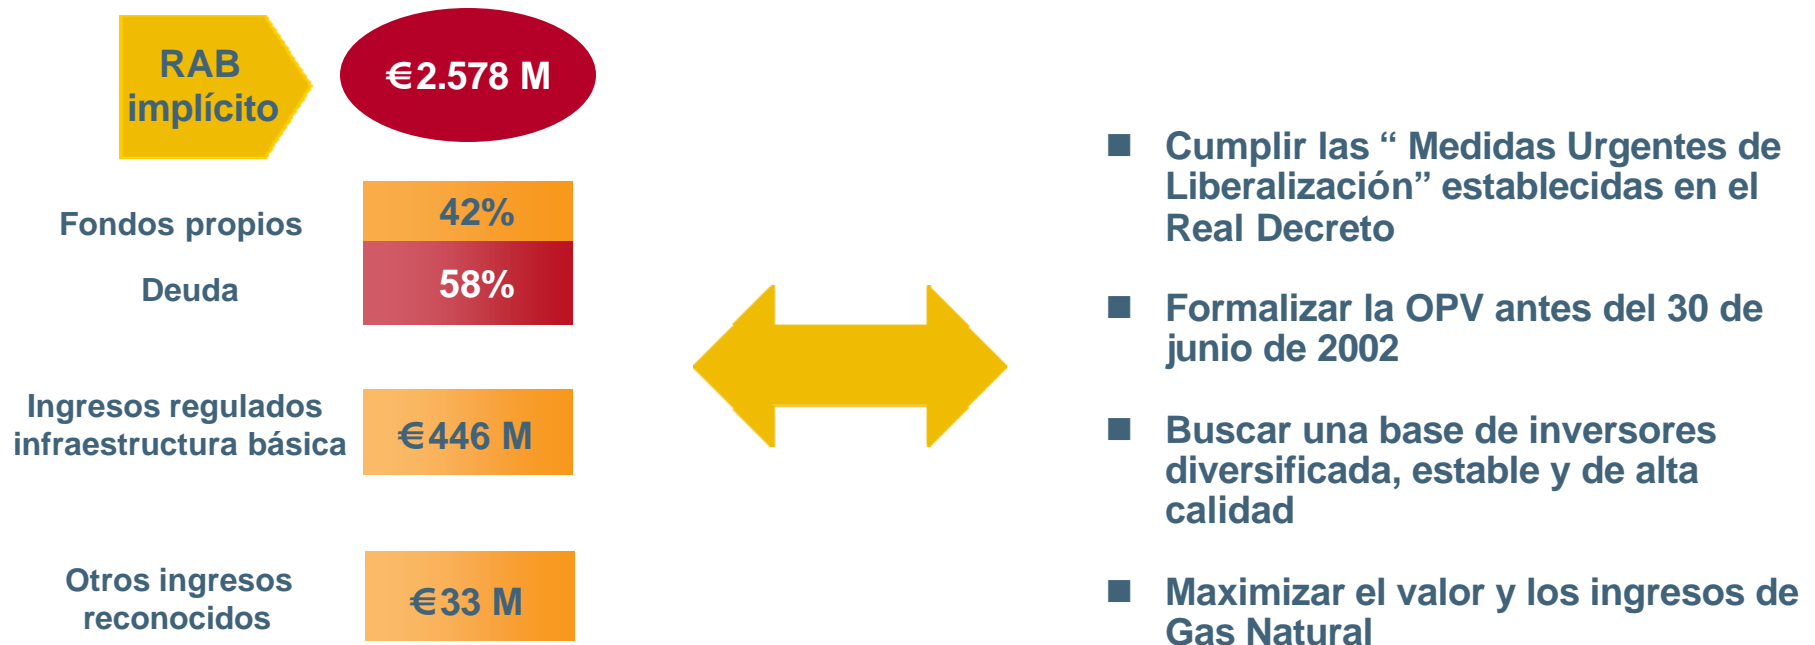 RAB
implícito
€2.578 M
Fondos propios
42%
Deuda
58%
Ingresos regulados
infraestructura básica
€446 M
Otros ingresos
reconocidos
€33 M
■ Cumplir las “ Medidas Urgentes de
Liberalización” establecidas en el
Real Decreto
■ Formalizar la OPV antes del 30 de
junio de 2002
■ Buscar una base de inversores
diversificada, estable y de alta
calidad
■ Maximizar el valor y los ingresos de
Gas Natural